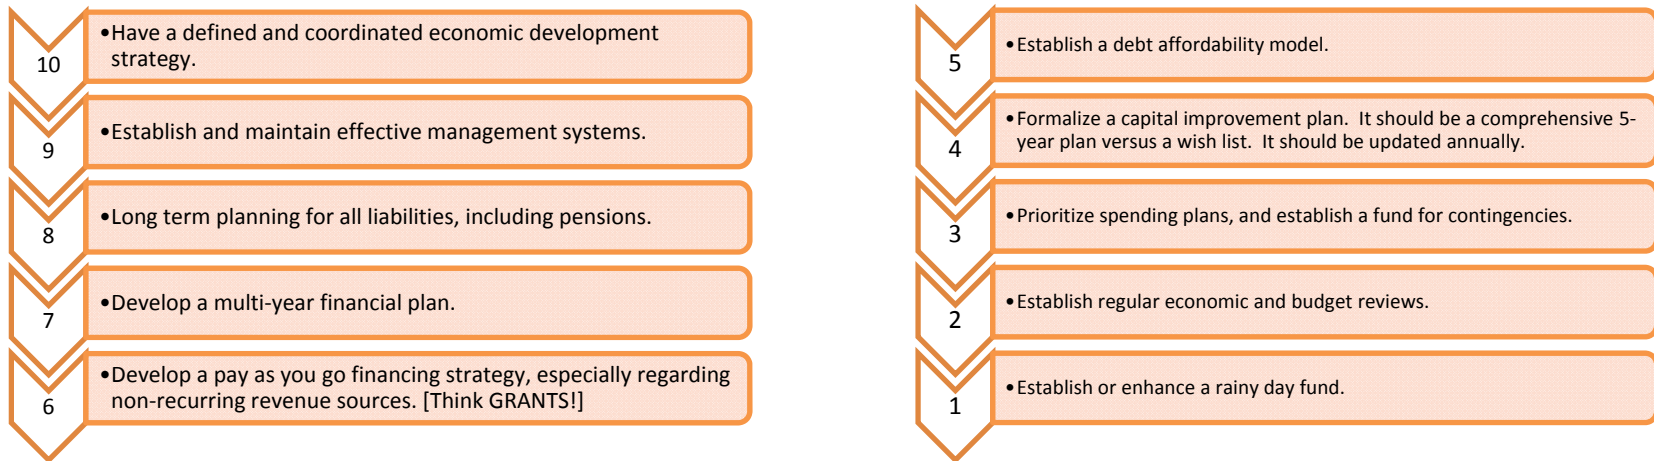 10
•Have a defined and coordinated economic development
strategy.
9
•Establish and maintain effective management systems.
8
•Long term planning for all liabilities, including pensions.
7
•Develop a multi-year financial plan.
6
•Develop a pay as you go financing strategy, especially regarding
non-recurring revenue sources. [Think GRANTS!]
5
•Establish a debt affordability model.
4
•Formalize a capital improvement plan.  It should be a comprehensive 5-
year plan versus a wish list.  It should be updated annually.
3
•Prioritize spending plans, and establish a fund for contingencies.
2
•Establish regular economic and budget reviews.
1
•Establish or enhance a rainy day fund.